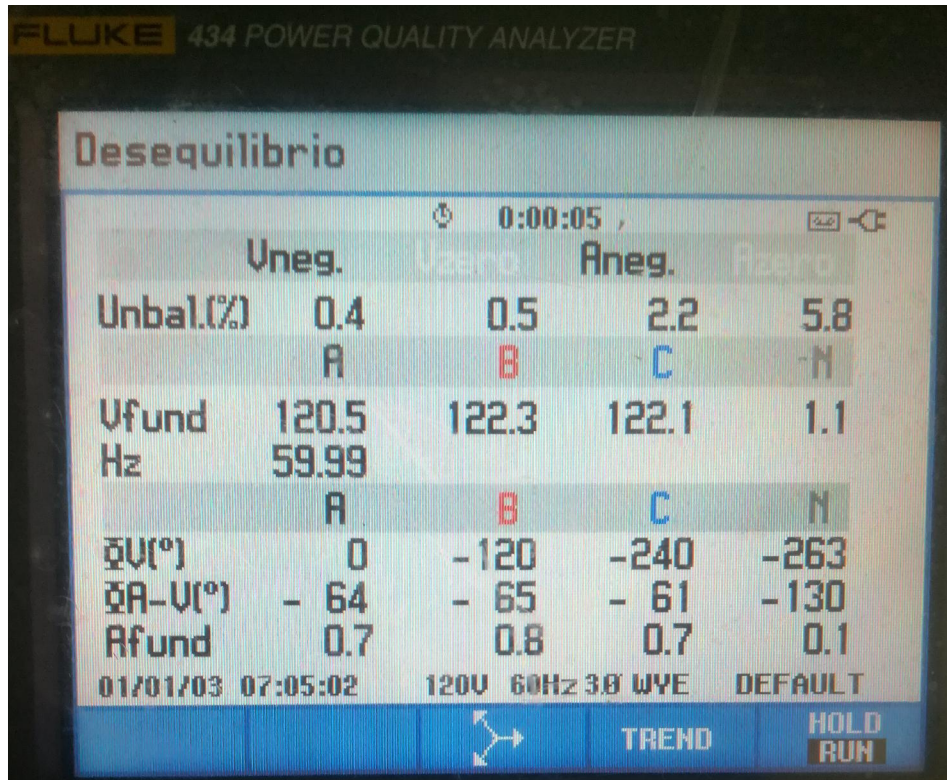 FLUKE 434 POWER QUALITY ANALYZER
Desequilibrio
0:00:05
Vneg. Vzero Aneg. Azero
Unbal.(%) 0.4 0.5 2.2 5.8
A B C N
Vfund 120.5 122.3 122.1 1.1
Hz 59.99
A B C N
ΦV(°) 0 -120 -240 -263
ΦA-V(°) - 64 - 65 - 61 -130
Afund 0.7 0.8 0.7 0.1
01/01/03 07:05:02 120V 60Hz 3Ø WYE DEFAULT
TREND HOLD
RUN